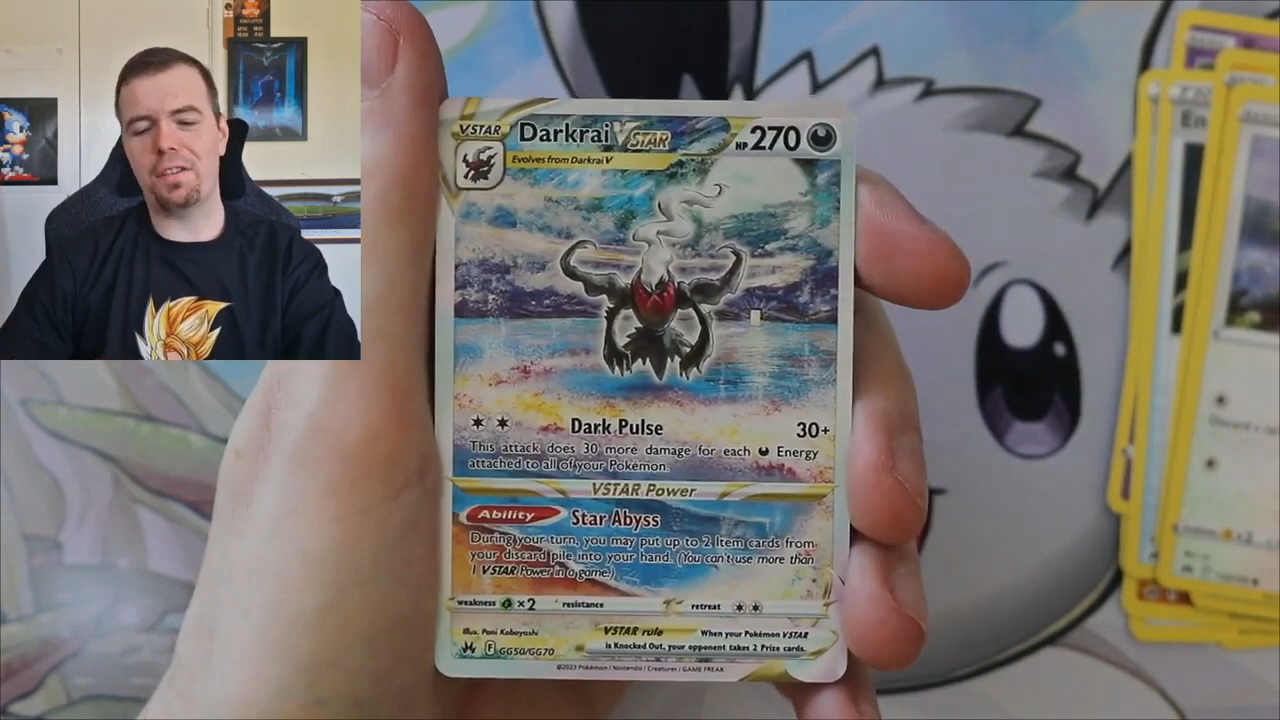 VSTAR
Darkrai VSTAR
HP 270
Evolves from Darkrai V
Dark Pulse 30+
This attack does 30 more damage for each Energy
attached to all of your Pokémon.
VSTAR Power
Ability Star Abyss
During your turn, you may put up to 2 Item cards from
your discard pile into your hand. (You can't use more than
1 VSTAR Power in a game.)
weakness ×2 resistance retreat
Illus. Pani Kobayashi
VSTAR rule When your Pokémon VSTAR
is Knocked Out, your opponent takes 2 Prize cards.
F GG50/GG70
©2023 Pokémon / Nintendo / Creatures / GAME FREAK
En
Discard a
×2